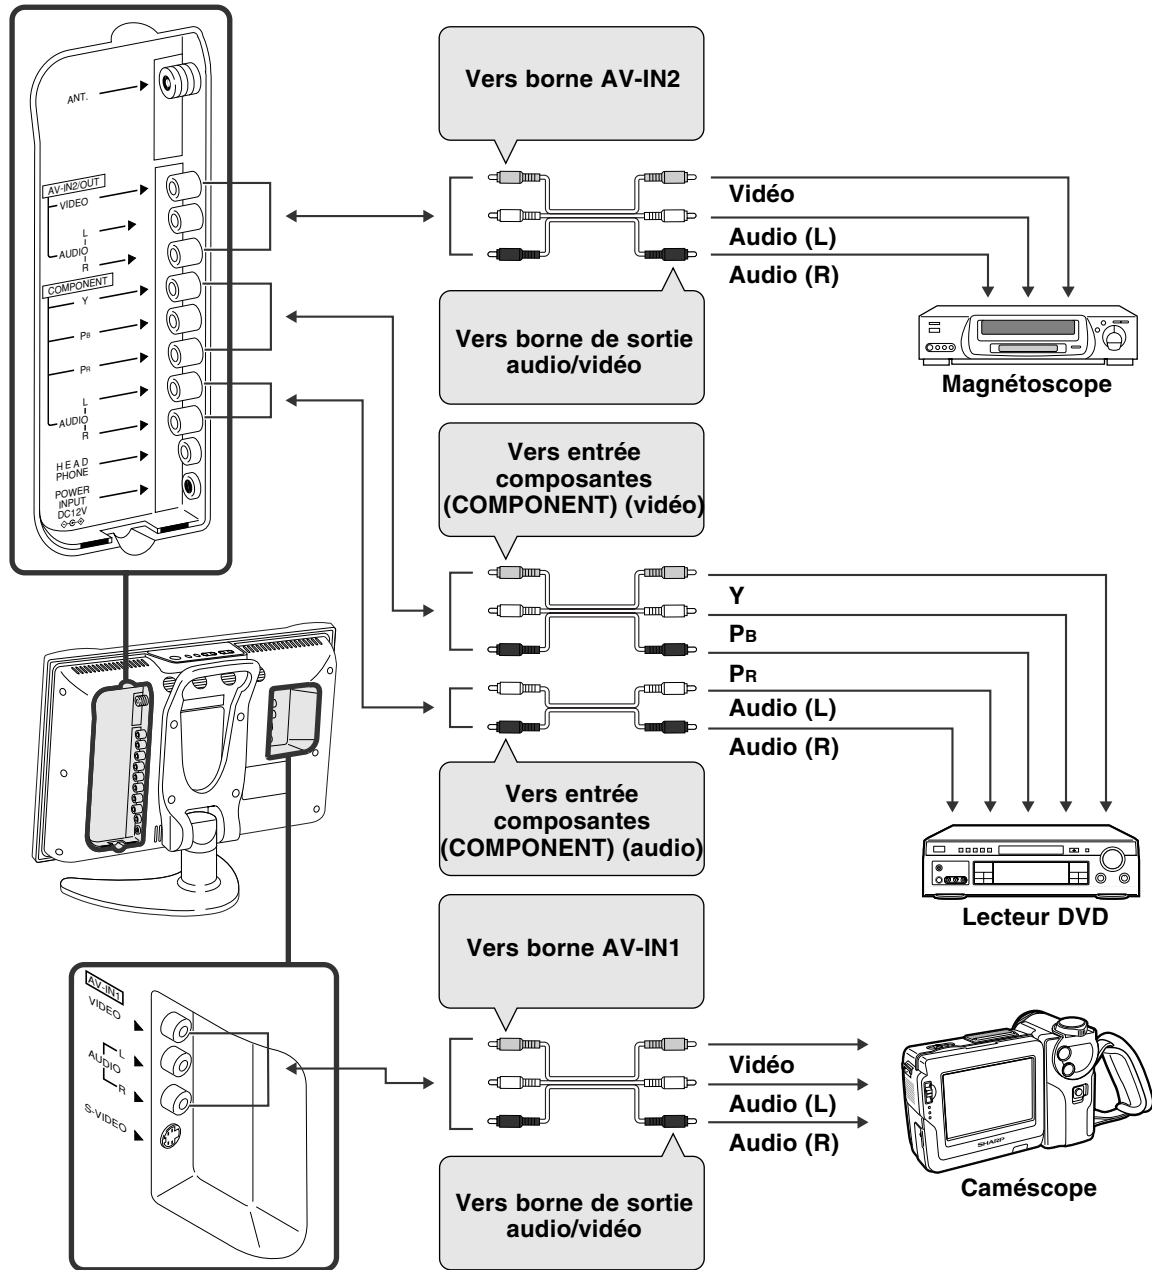 ANT.
AV-IN2/OUT
VIDEO
L
AUDIO
R
COMPONENT
Y
PB
PR
L
AUDIO
R
HEAD
PHONE
POWER
INPUT
DC12V
Vers borne AV-IN2
Vidéo
Audio (L)
Audio (R)
Vers borne de sortie
audio/vidéo
Magnétoscope
Vers entrée
composantes
(COMPONENT) (vidéo)
Y
PB
PR
Audio (L)
Audio (R)
Vers entrée
composantes
(COMPONENT) (audio)
Lecteur DVD
AV-IN1
VIDEO
L
AUDIO
R
S-VIDEO
Vers borne AV-IN1
Vidéo
Audio (L)
Audio (R)
Vers borne de sortie
audio/vidéo
SHARP
Caméscope